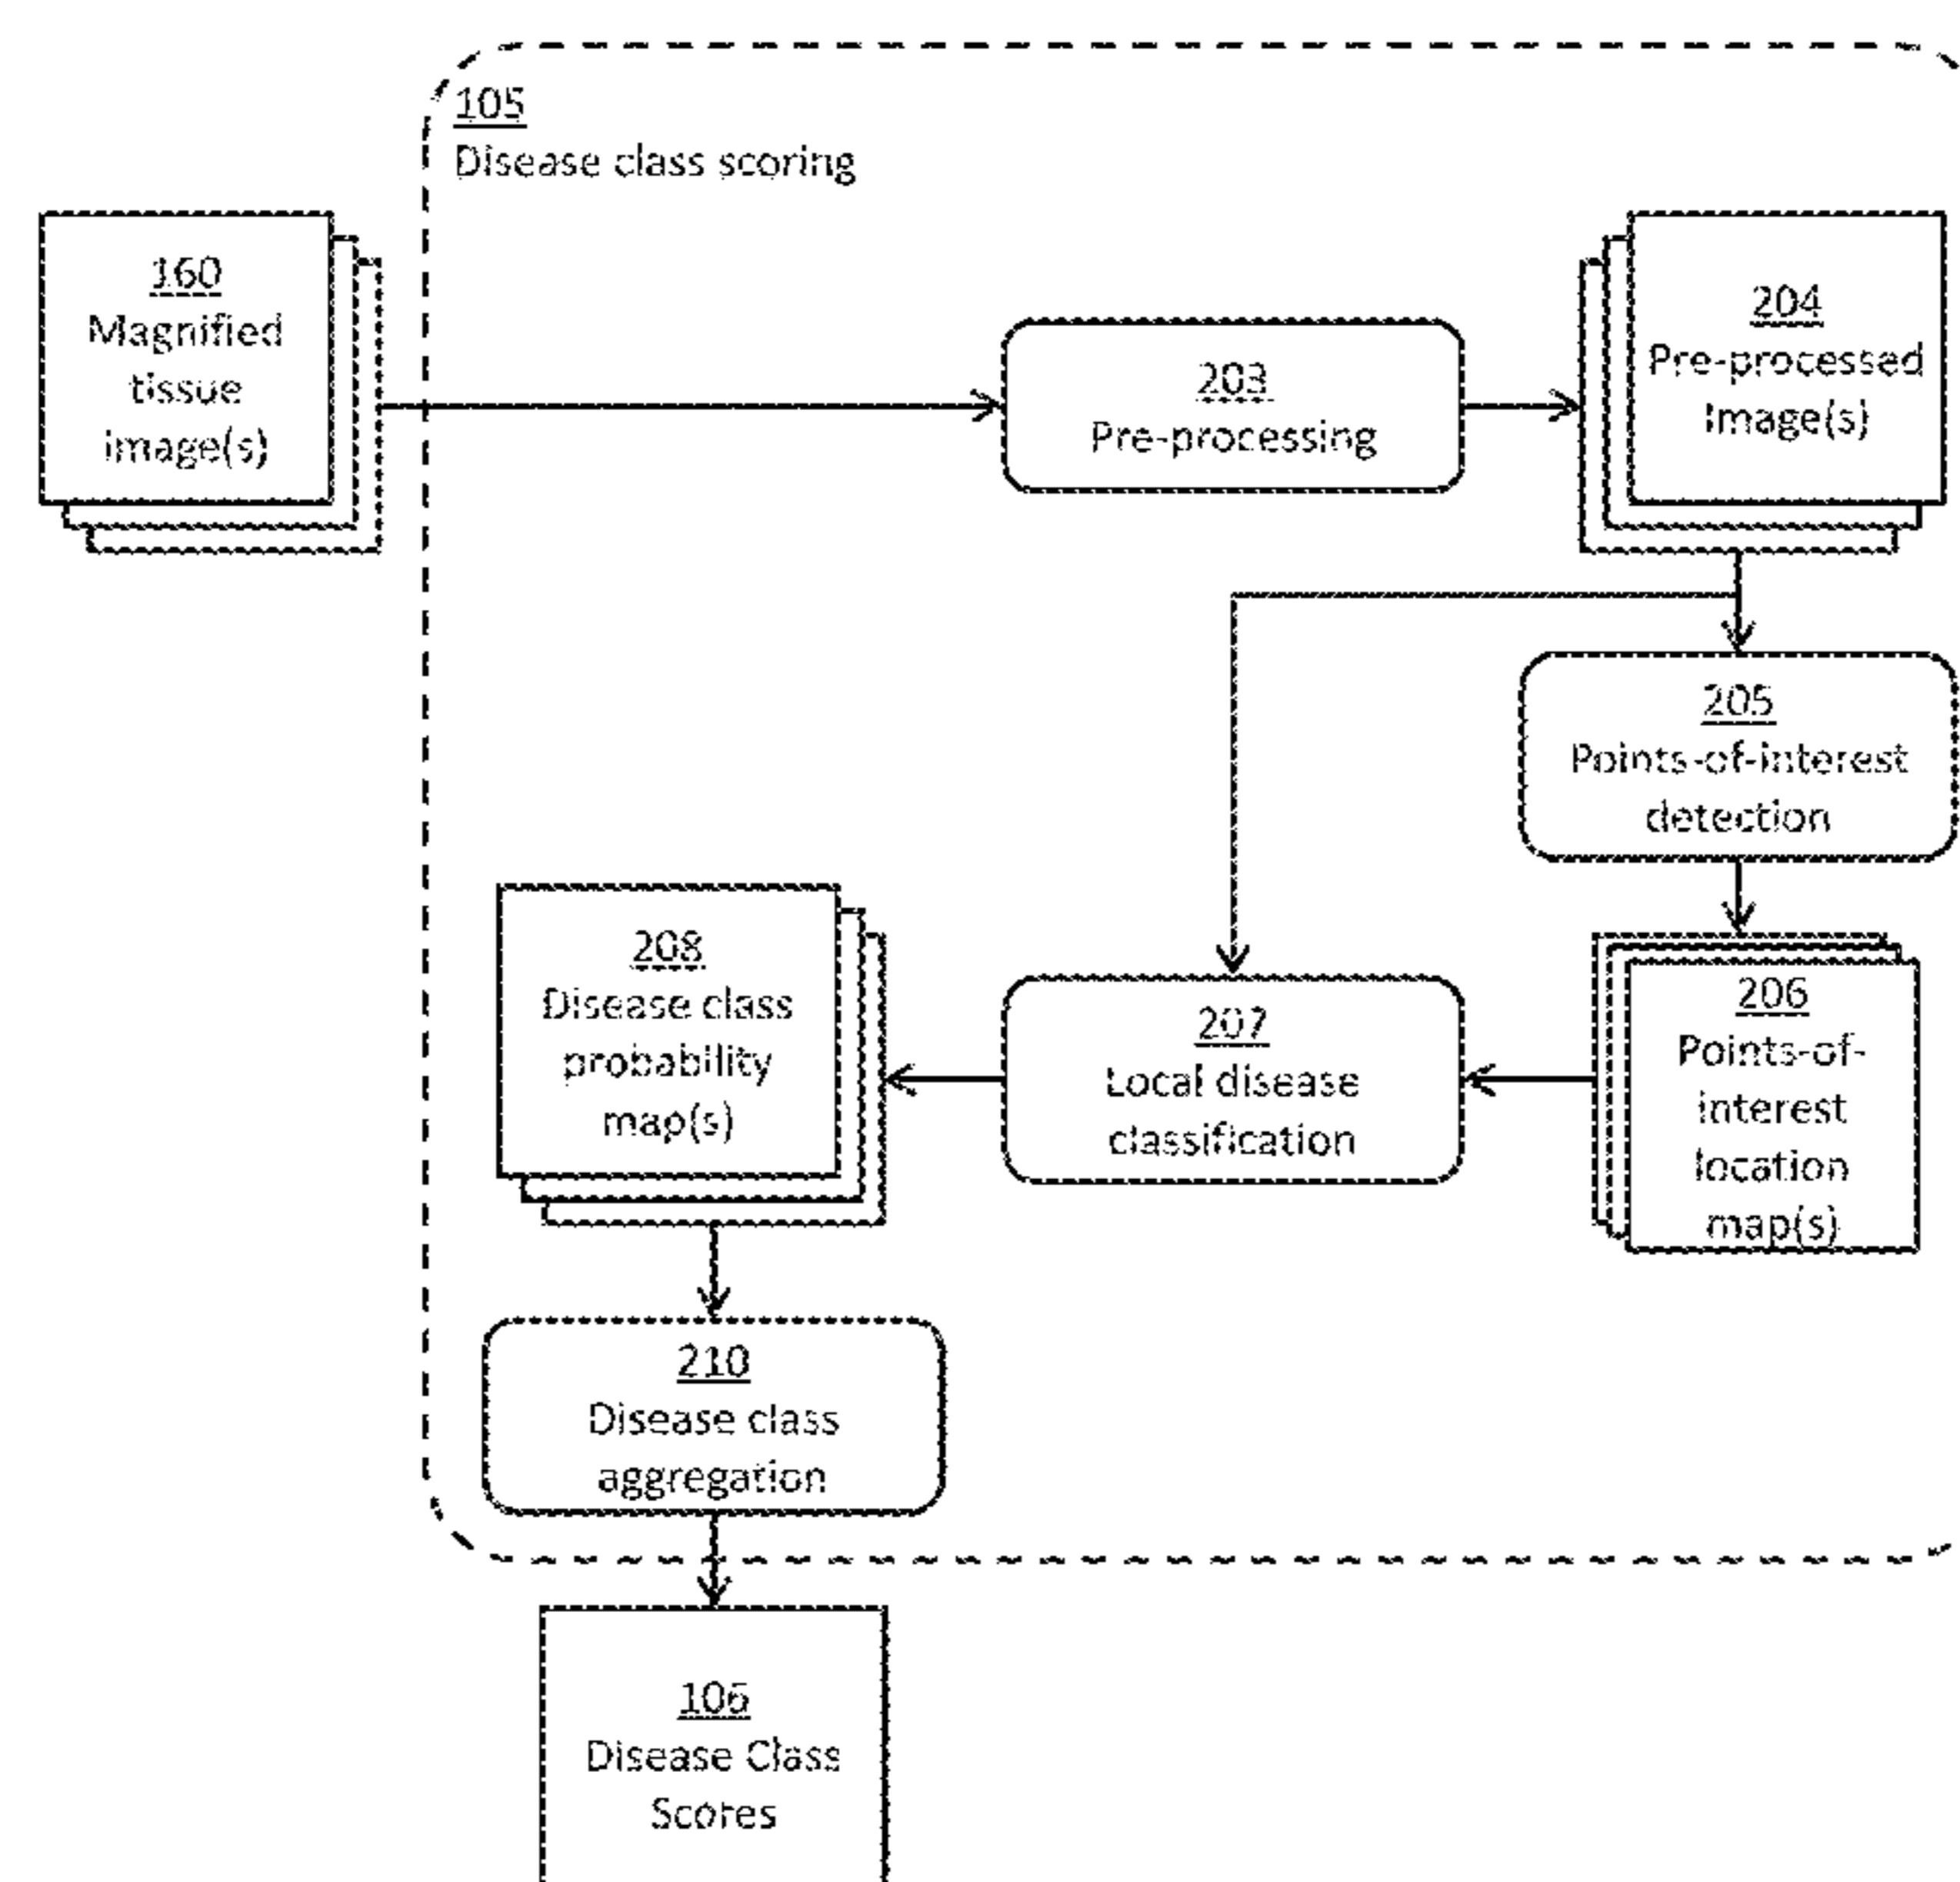 105
Disease class scoring
160
Magnified
tissue
image(s)
203
Pre-processing
204
Pre-processed
Image(s)
205
Points-of-interest
detection
206
Points-of-
interest
location
map(s)
207
Local disease
classification
208
Disease class
probability
map(s)
210
Disease class
aggregation
106
Disease Class
Scores